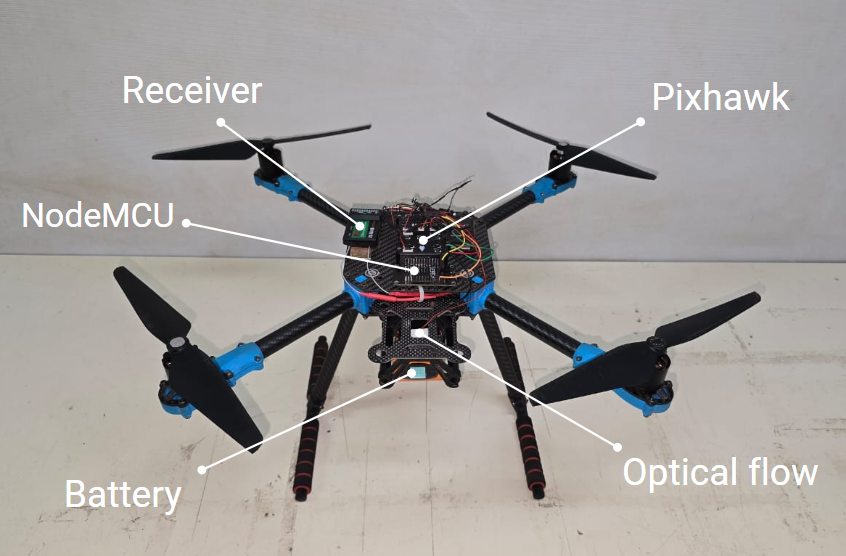 Receiver
Pixhawk
NodeMCU
Battery
Optical flow